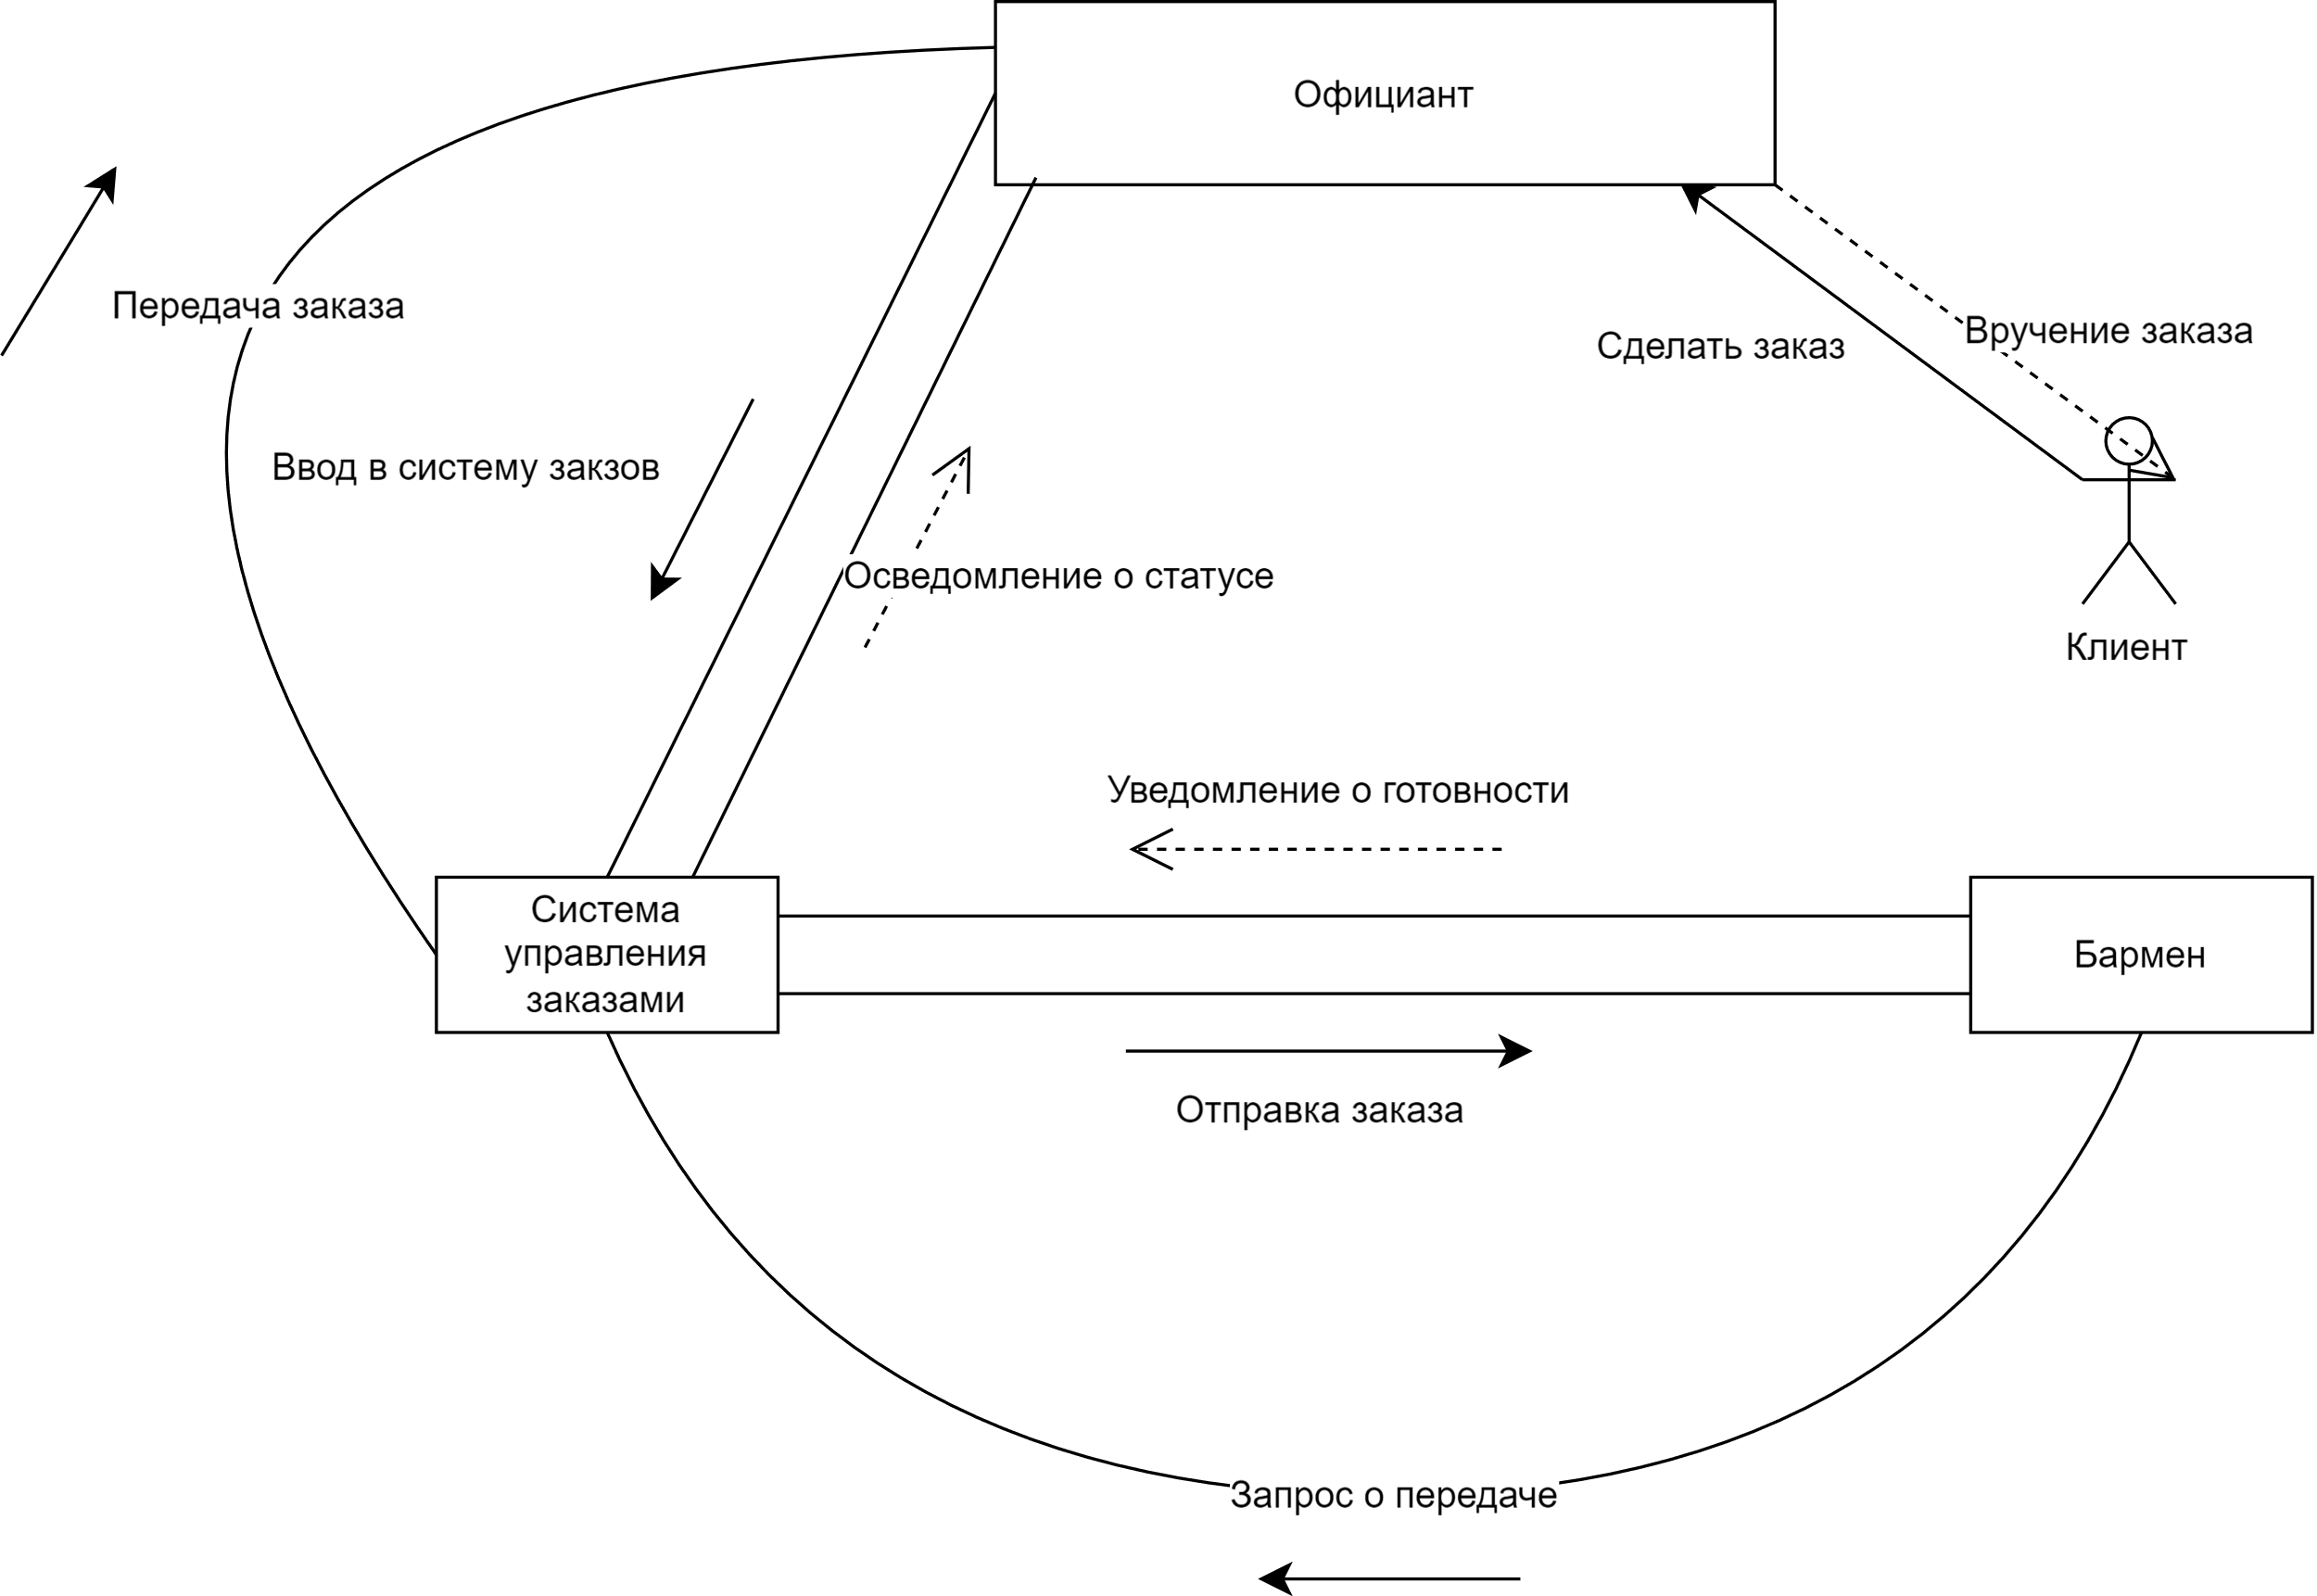 Официант
Передача заказа
Вручение заказа
Сделать заказ
Ввод в систему закзов
Осведомление о статусе
Клиент
Уведомление о готовности
Система
управления
заказами
Бармен
Отправка заказа
Запрос о передаче